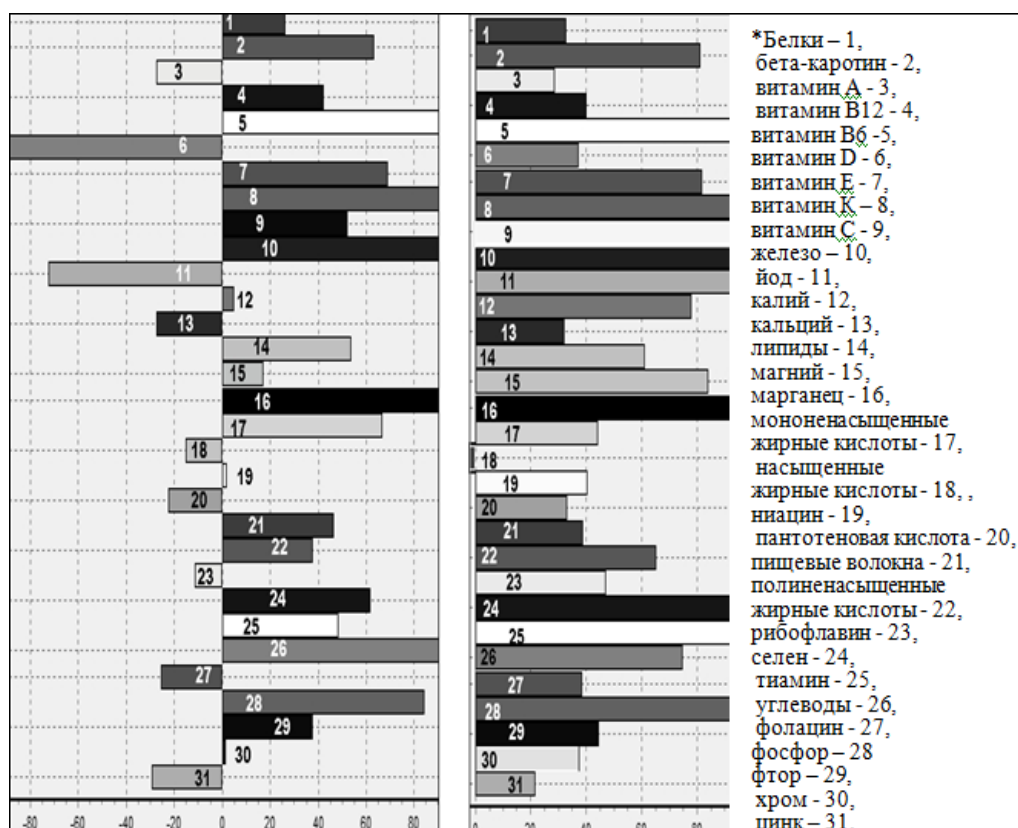 1
2
3
4
5
6
7
8
9
10
11
12
13
14
15
16
17
18
19
20
21
22
23
24
25
26
27
28
29
30
31
-80 -60 -40 -20 0 20 40 60 80
1
2
3
4
5
6
7
8
9
10
11
12
13
14
15
16
17
18
19
20
21
22
23
24
25
26
27
28
29
30
31
0 20 40 60 80
*Белки – 1,
бета-каротин - 2,
витамин А - 3,
витамин В12 - 4,
витамин В6 -5,
витамин D - 6,
витамин Е - 7,
витамин К – 8,
витамин С - 9,
железо – 10,
йод - 11,
калий - 12,
кальций - 13,
липиды - 14,
магний - 15,
марганец - 16,
мононенасыщенные
жирные кислоты - 17,
насыщенные
жирные кислоты - 18, ,
ниацин - 19,
пантотеновая кислота - 20,
пищевые волокна - 21,
полиненасыщенные
жирные кислоты - 22,
рибофлавин - 23,
селен - 24,
тиамин - 25,
углеводы - 26,
фолацин - 27,
фосфор – 28
фтор – 29,
хром - 30,
цинк – 31